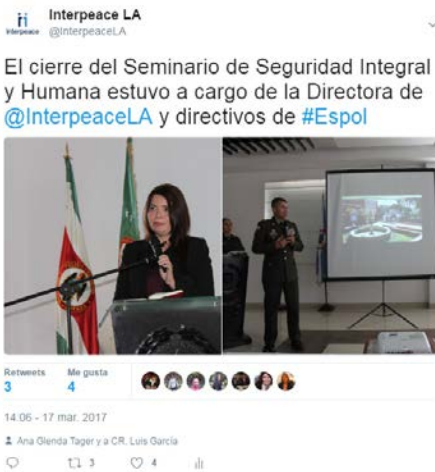 Interpeace LA
Interpeace @InterpeaceLA
El cierre del Seminario de Seguridad Integral
y Humana estuvo a cargo de la Directora de
@InterpeaceLA y directivos de #Espol
Retweets Me gusta
3 4
14:06 - 17 mar. 2017
Ana Glenda Tager y a CR. Luis García
3 4